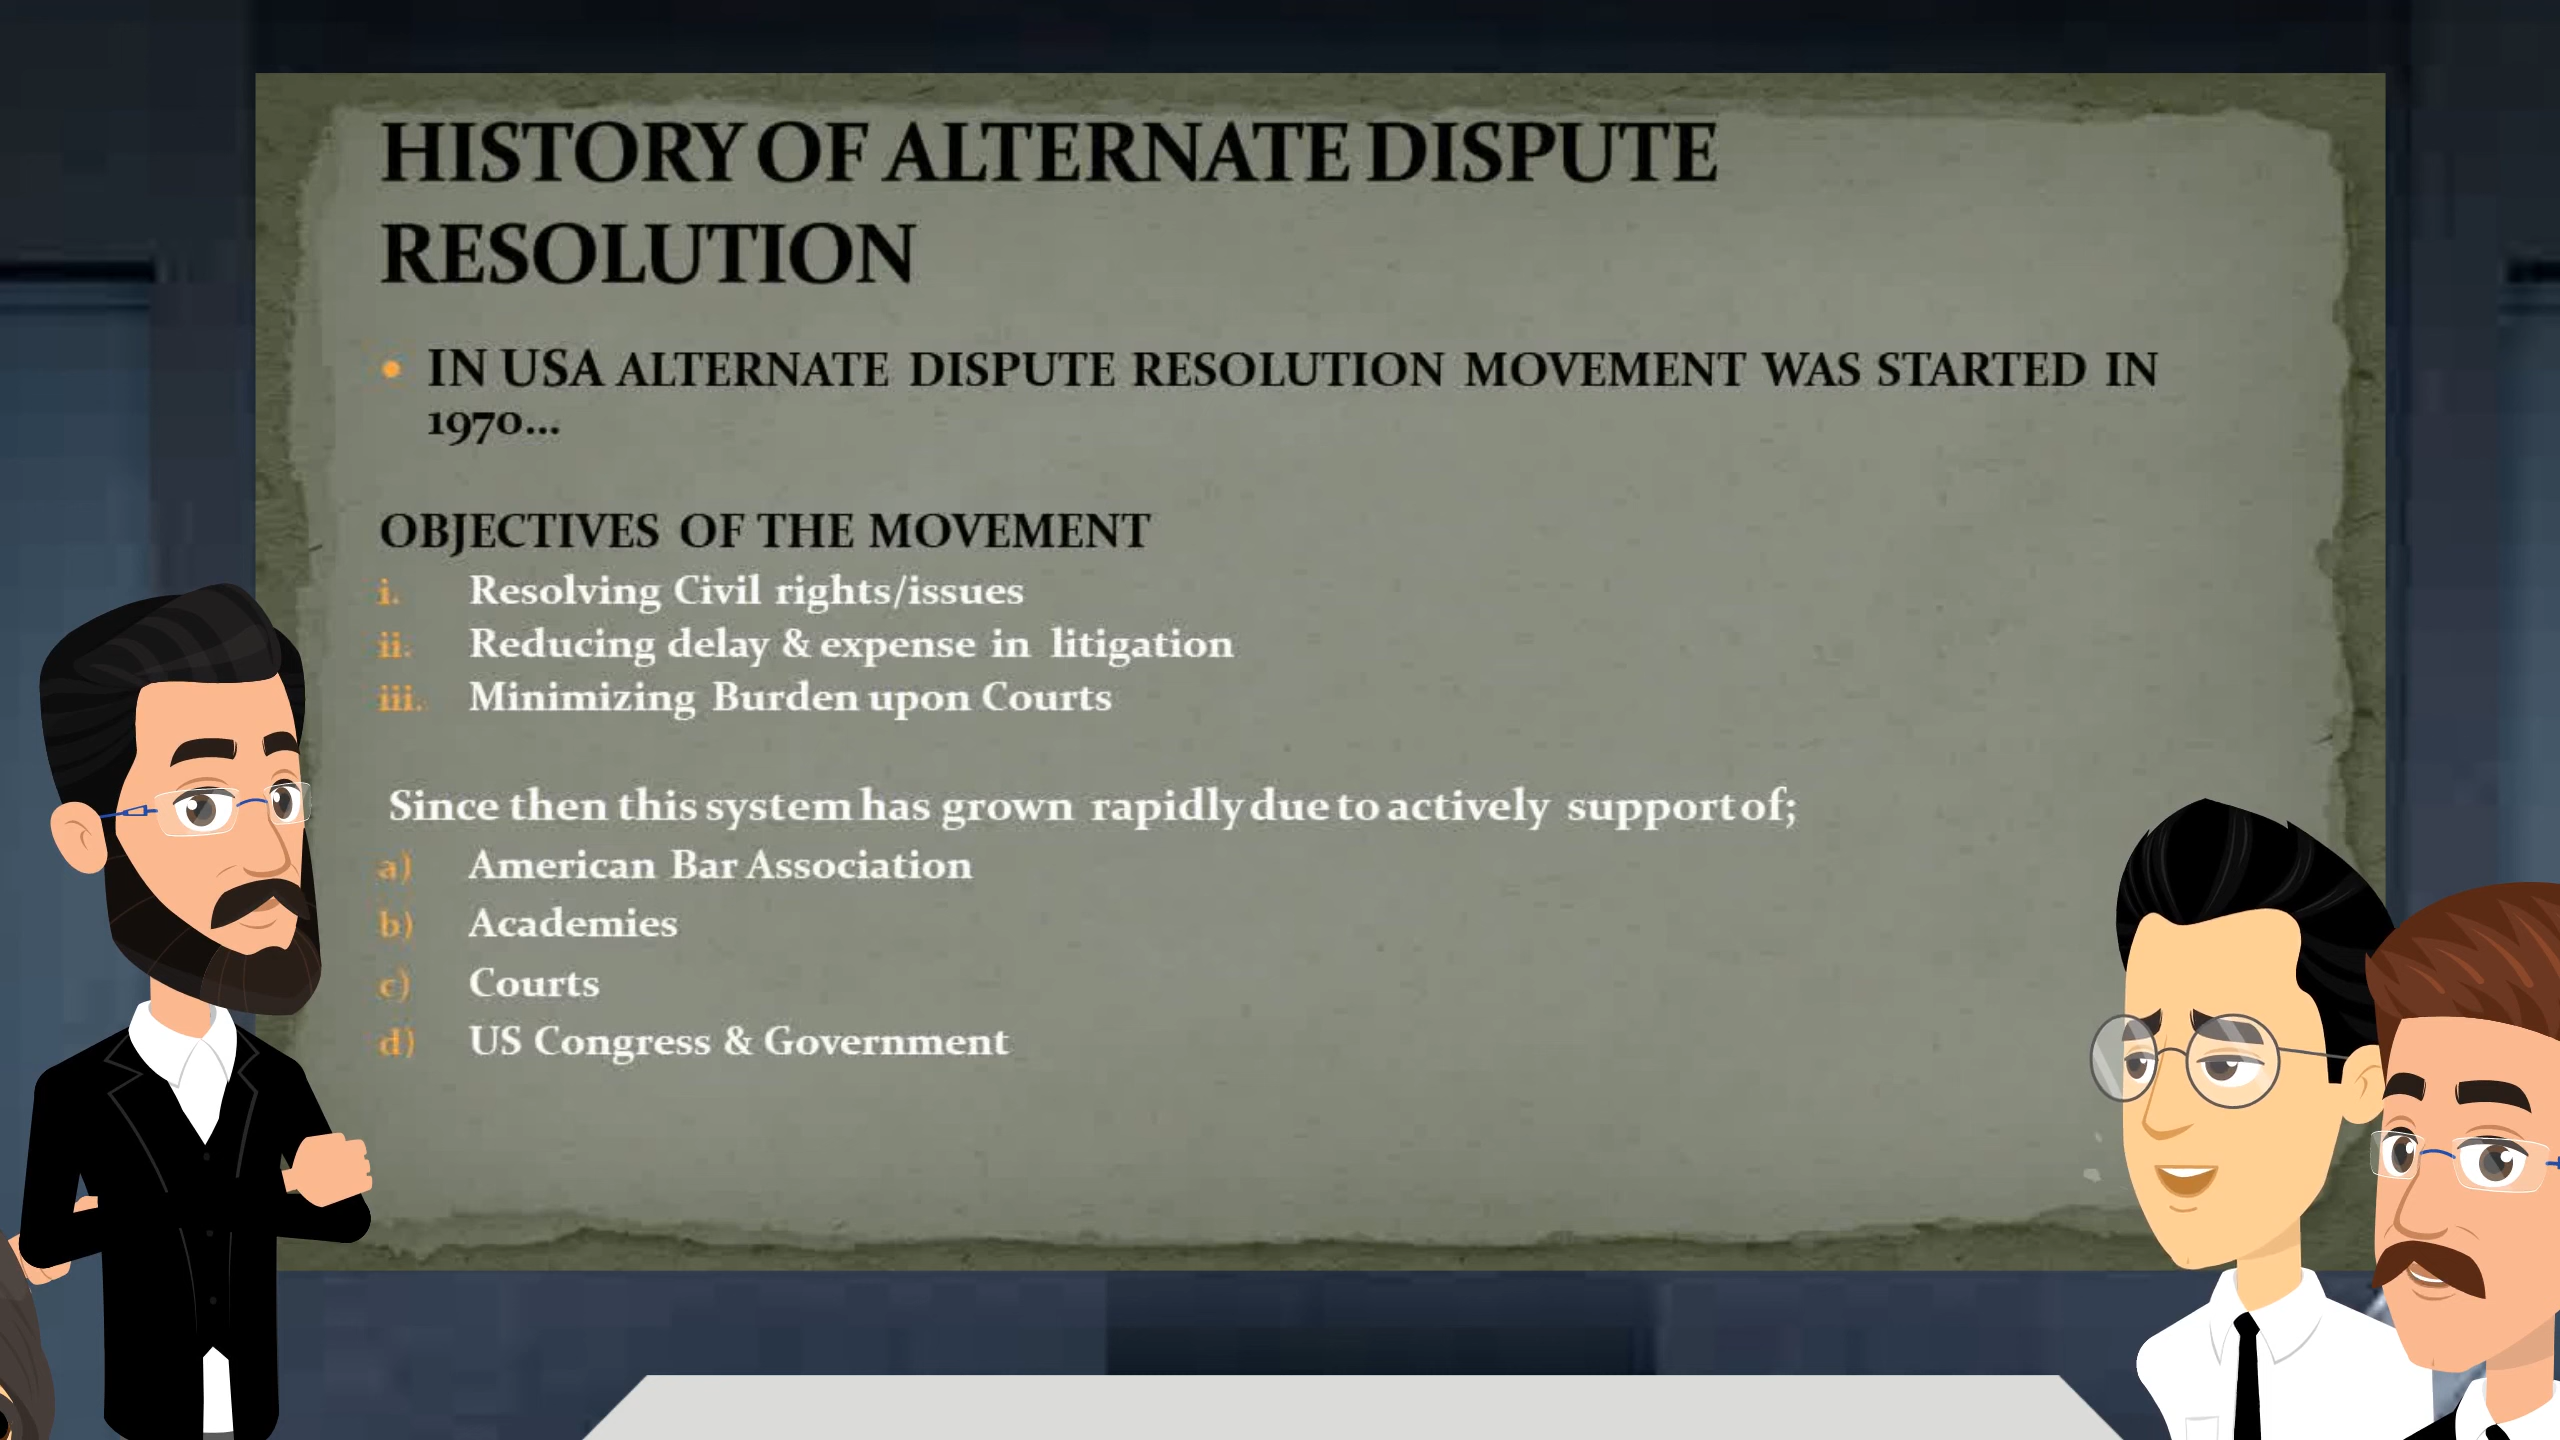 HISTORY OF ALTERNATE DISPUTE
RESOLUTION
• IN USA ALTERNATE DISPUTE RESOLUTION MOVEMENT WAS STARTED IN
1970...
OBJECTIVES OF THE MOVEMENT
i. Resolving Civil rights/issues
ii. Reducing delay & expense in litigation
iii. Minimizing Burden upon Courts
Since then this system has grown rapidly due to actively support of;
a) American Bar Association
b) Academies
c) Courts
d) US Congress & Government